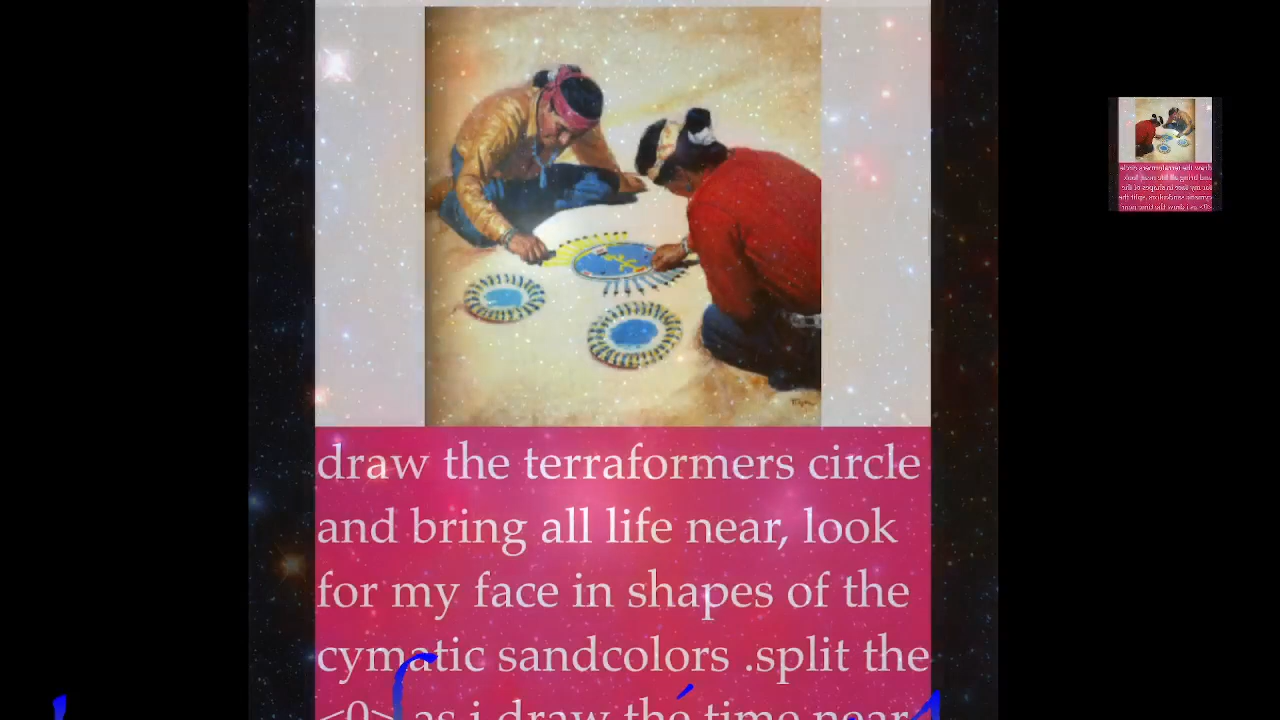 draw the terraformers circle
and bring all life near, look
for my face in shapes of the
cymatic sandcolors .split the
<0> as i draw the time near